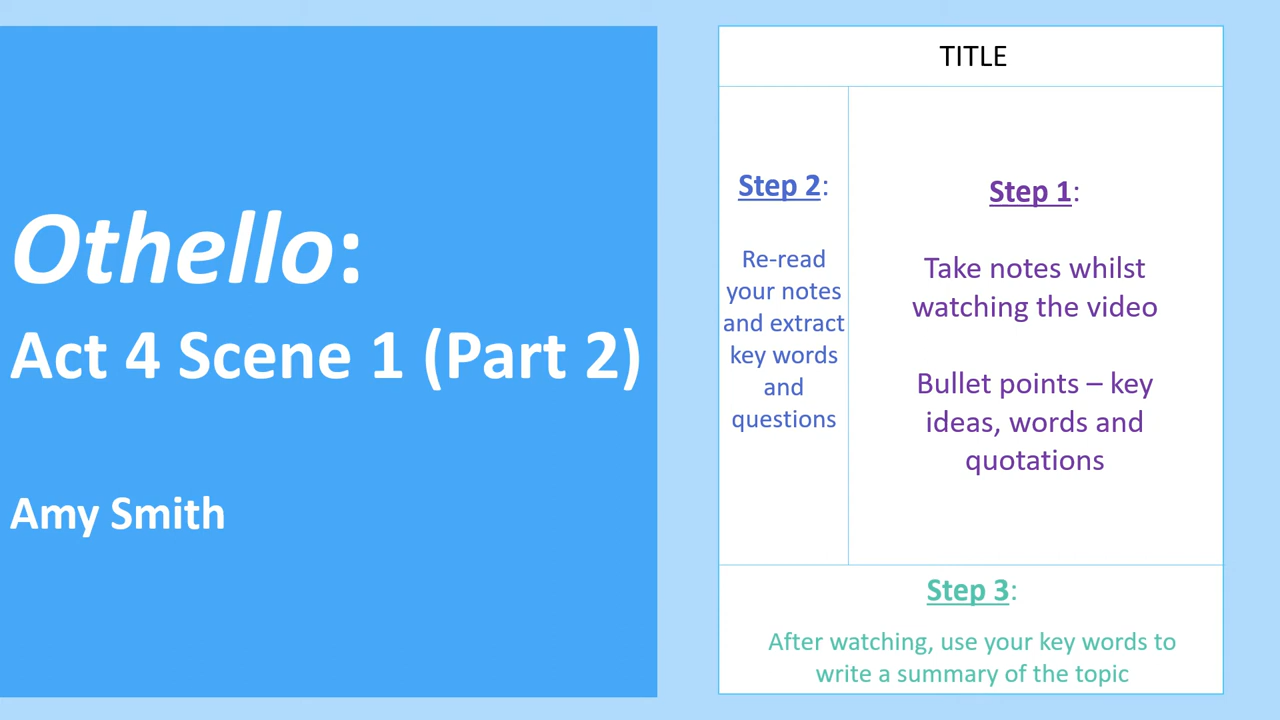 Othello:
Act 4 Scene 1 (Part 2)
Amy Smith
TITLE
Step 2:
Re-read
your notes
and extract
key words
and
questions
Step 1:
Take notes whilst
watching the video
Bullet points – key
ideas, words and
quotations
Step 3:
After watching, use your key words to
write a summary of the topic